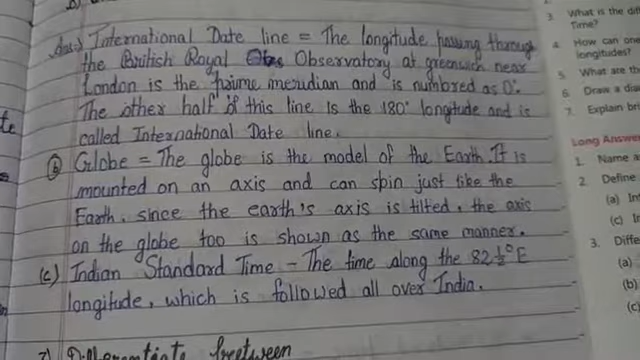 Ans:-) International Date line = The longitude passing through
the British Royal Observatory at greenwich near
London is the prime meridian and is numbred as 0°.
The other half of this line Is the 180° longitude and is
called International Date line.
(b) Globe = The globe is the model of the Earth. It is
mounted on an axis and can spin just like the
Earth. since the earth's axis is tilted, the axis
on the globe too is shown as the same manner.
(c) Indian Standard Time - The time along the 82 1/2° E
longitude, which is followed all over India.
7) Differentiate between
3. What is the
Time?
4. How can one
longitudes?
5. What are th
6. Draw a dia
7. Explain br
Long Answer
1. Name a
2. Define
(a) In
(c) Ir
3. Diffe
(a)
(b)
(c)